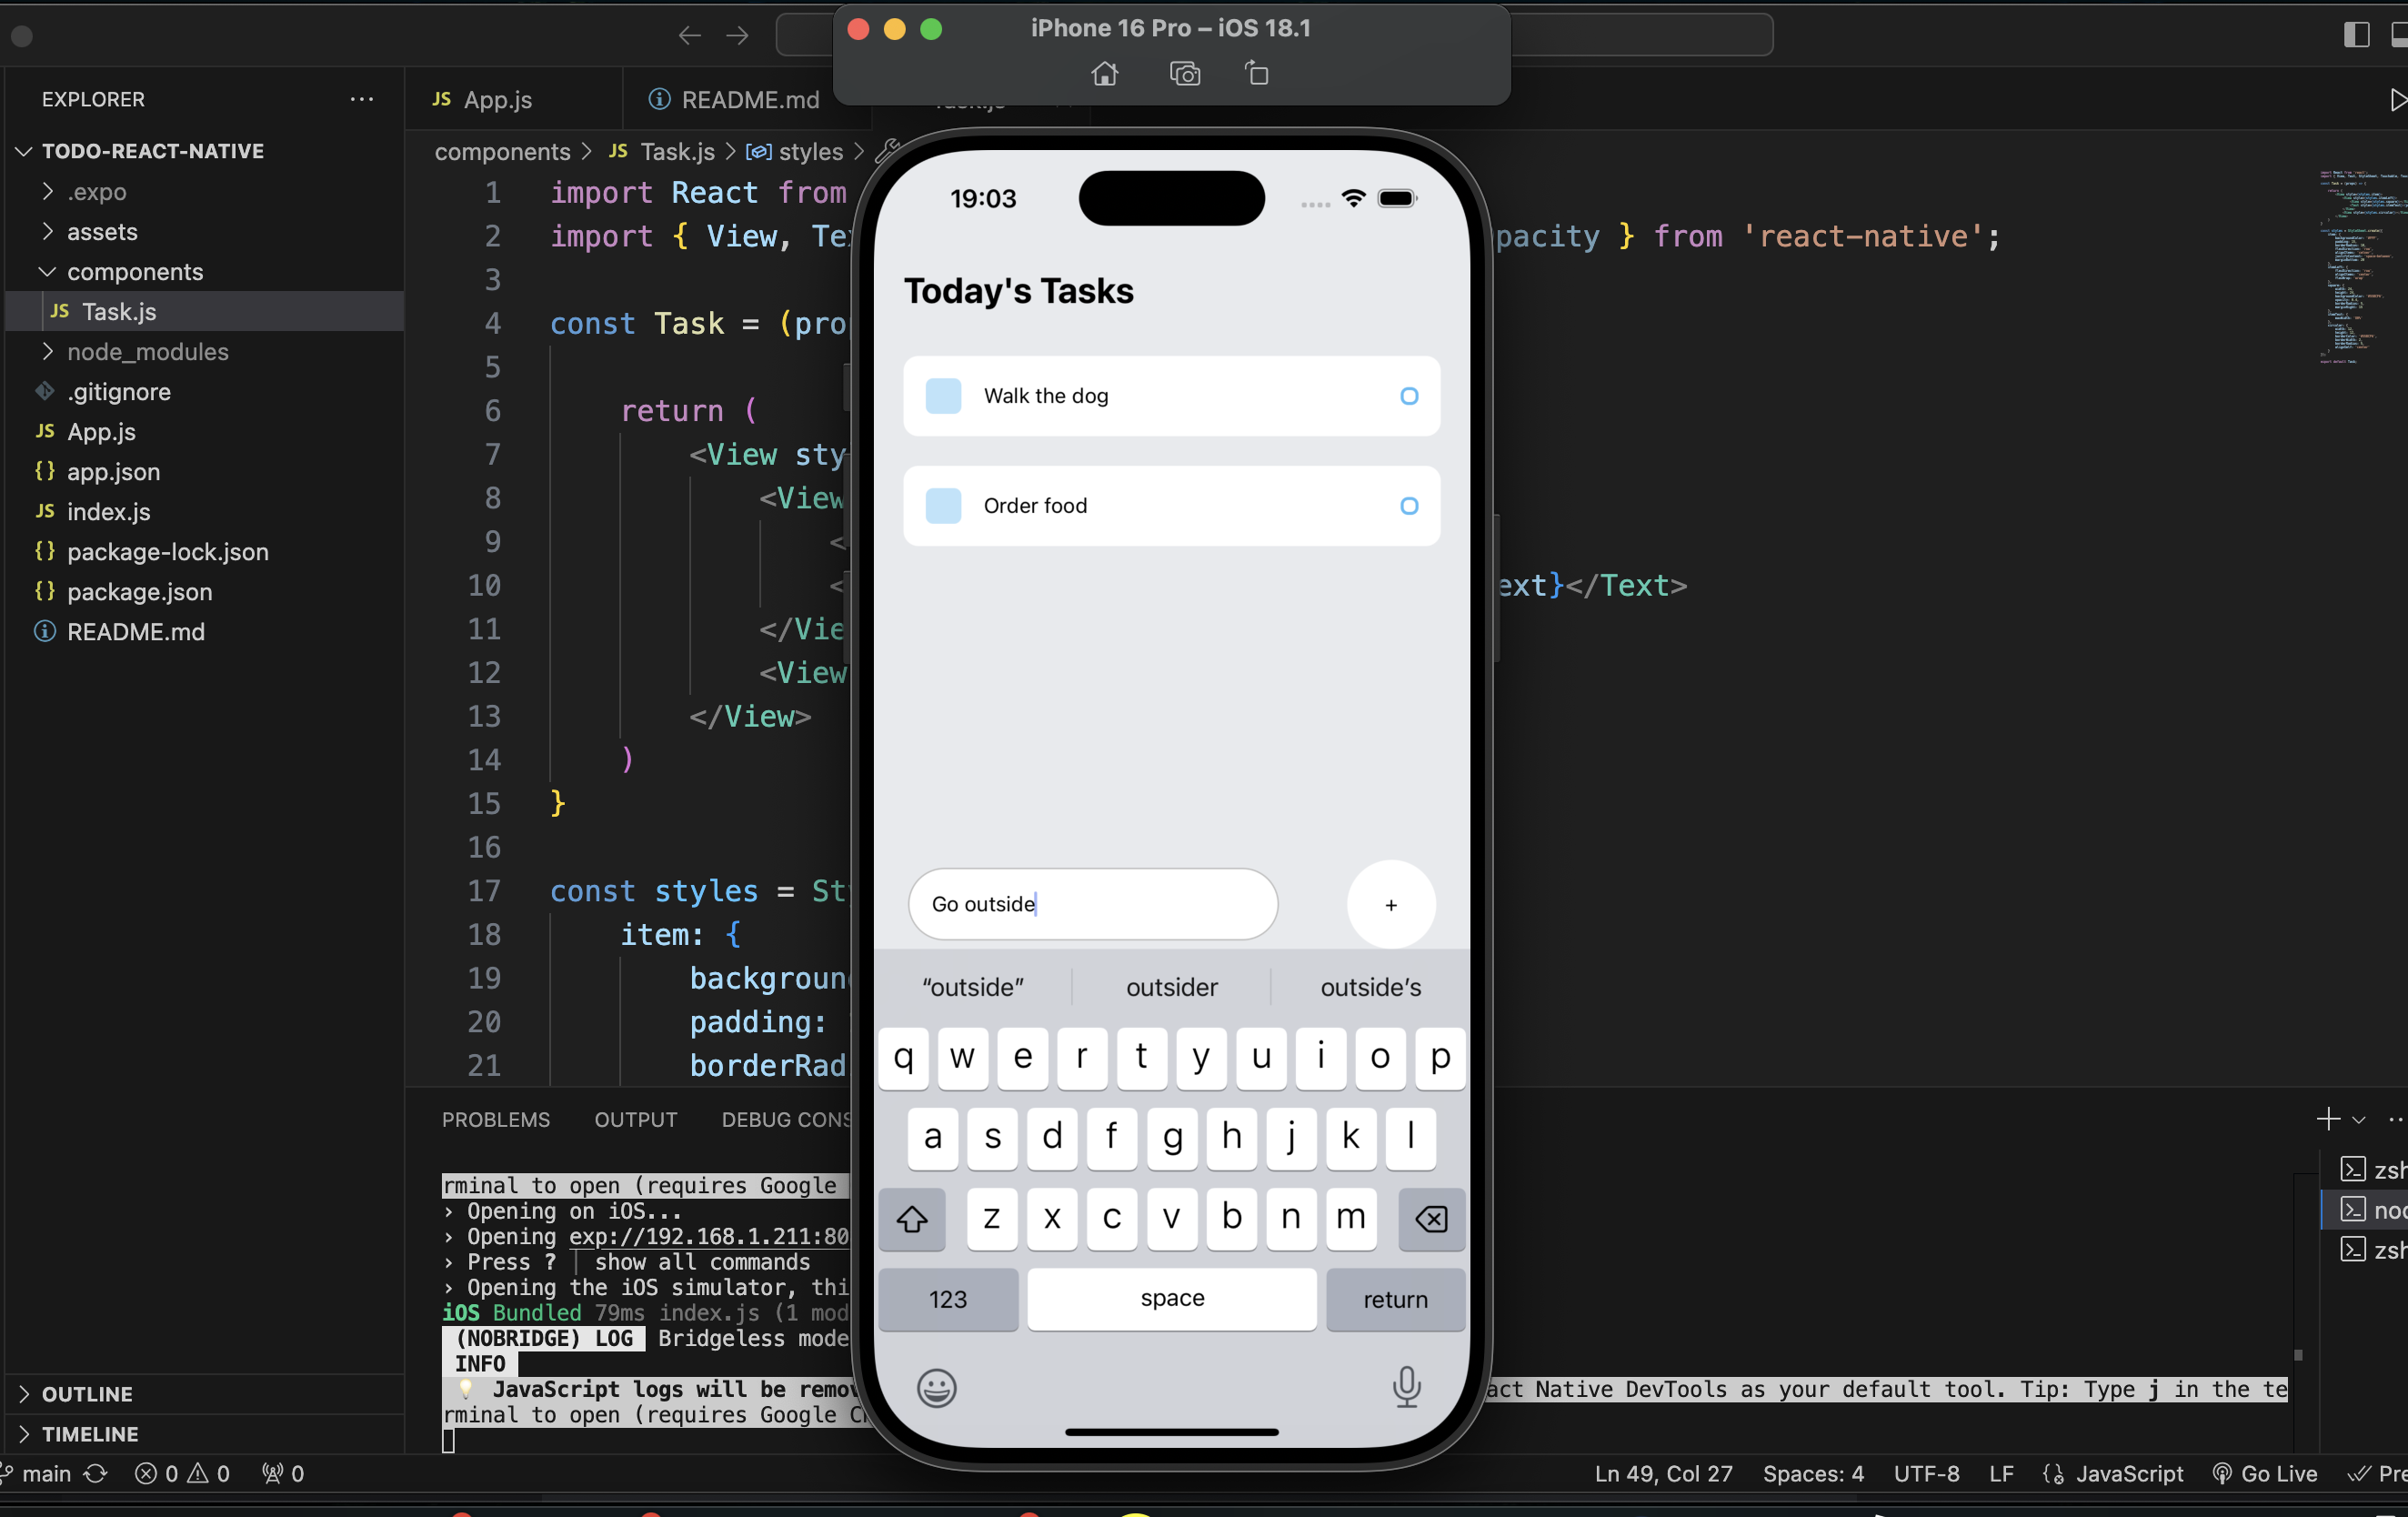 iPhone 16 Pro – iOS 18.1
EXPLORER
TODO-REACT-NATIVE
.expo
assets
components
JS Task.js
node_modules
.gitignore
JS App.js
{} app.json
JS index.js
{} package-lock.json
{} package.json
README.md
OUTLINE
TIMELINE
JS App.js
README.md
components > JS Task.js > styles >
1 import React from
2 import { View, Te
pacity } from 'react-native';
3
4 const Task = (pro
5
6 return (
7 <View sty
8 <View
9 <
10 <
ext}</Text>
11 </Vie
12 <View
13 </View>
14 )
15 }
16
17 const styles = St
18 item: {
19 backgroun
20 padding:
21 borderRad
19:03
Today's Tasks
Walk the dog
Order food
Go outside
+
“outside” outsider outside’s
q w e r t y u i o p
a s d f g h j k l
z x c v b n m
123 space return
PROBLEMS OUTPUT DEBUG CONS
rminal to open (requires Google
› Opening on iOS...
› Opening exp://192.168.1.211:80
› Press ? │ show all commands
› Opening the iOS simulator, thi
iOS Bundled 79ms index.js (1 mod
(NOBRIDGE) LOG Bridgeless mode
INFO
💡 JavaScript logs will be remov
act Native DevTools as your default tool. Tip: Type j in the te
rminal to open (requires Google C
zsh
noc
zsh
main 0 0 0
Ln 49, Col 27 Spaces: 4 UTF-8 LF {} JavaScript Go Live Pre